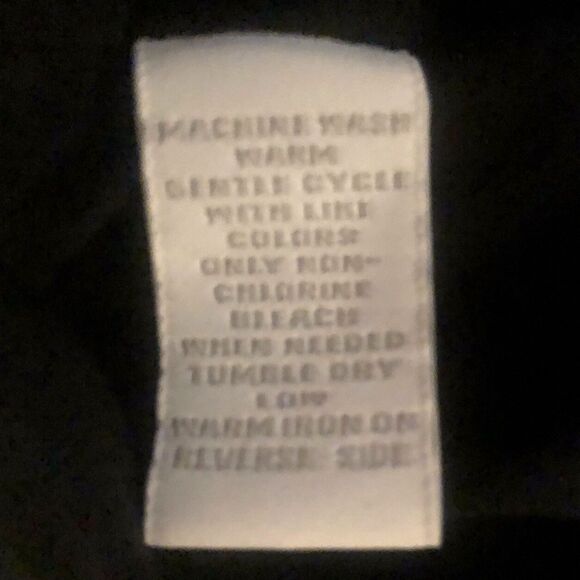 MACHINE WASH
WARM
GENTLE CYCLE
WITH LIKE
COLORS
ONLY NON-
CHLORINE
BLEACH
WHEN NEEDED
TUMBLE DRY
LOW
WARM IRON ON
REVERSE SIDE